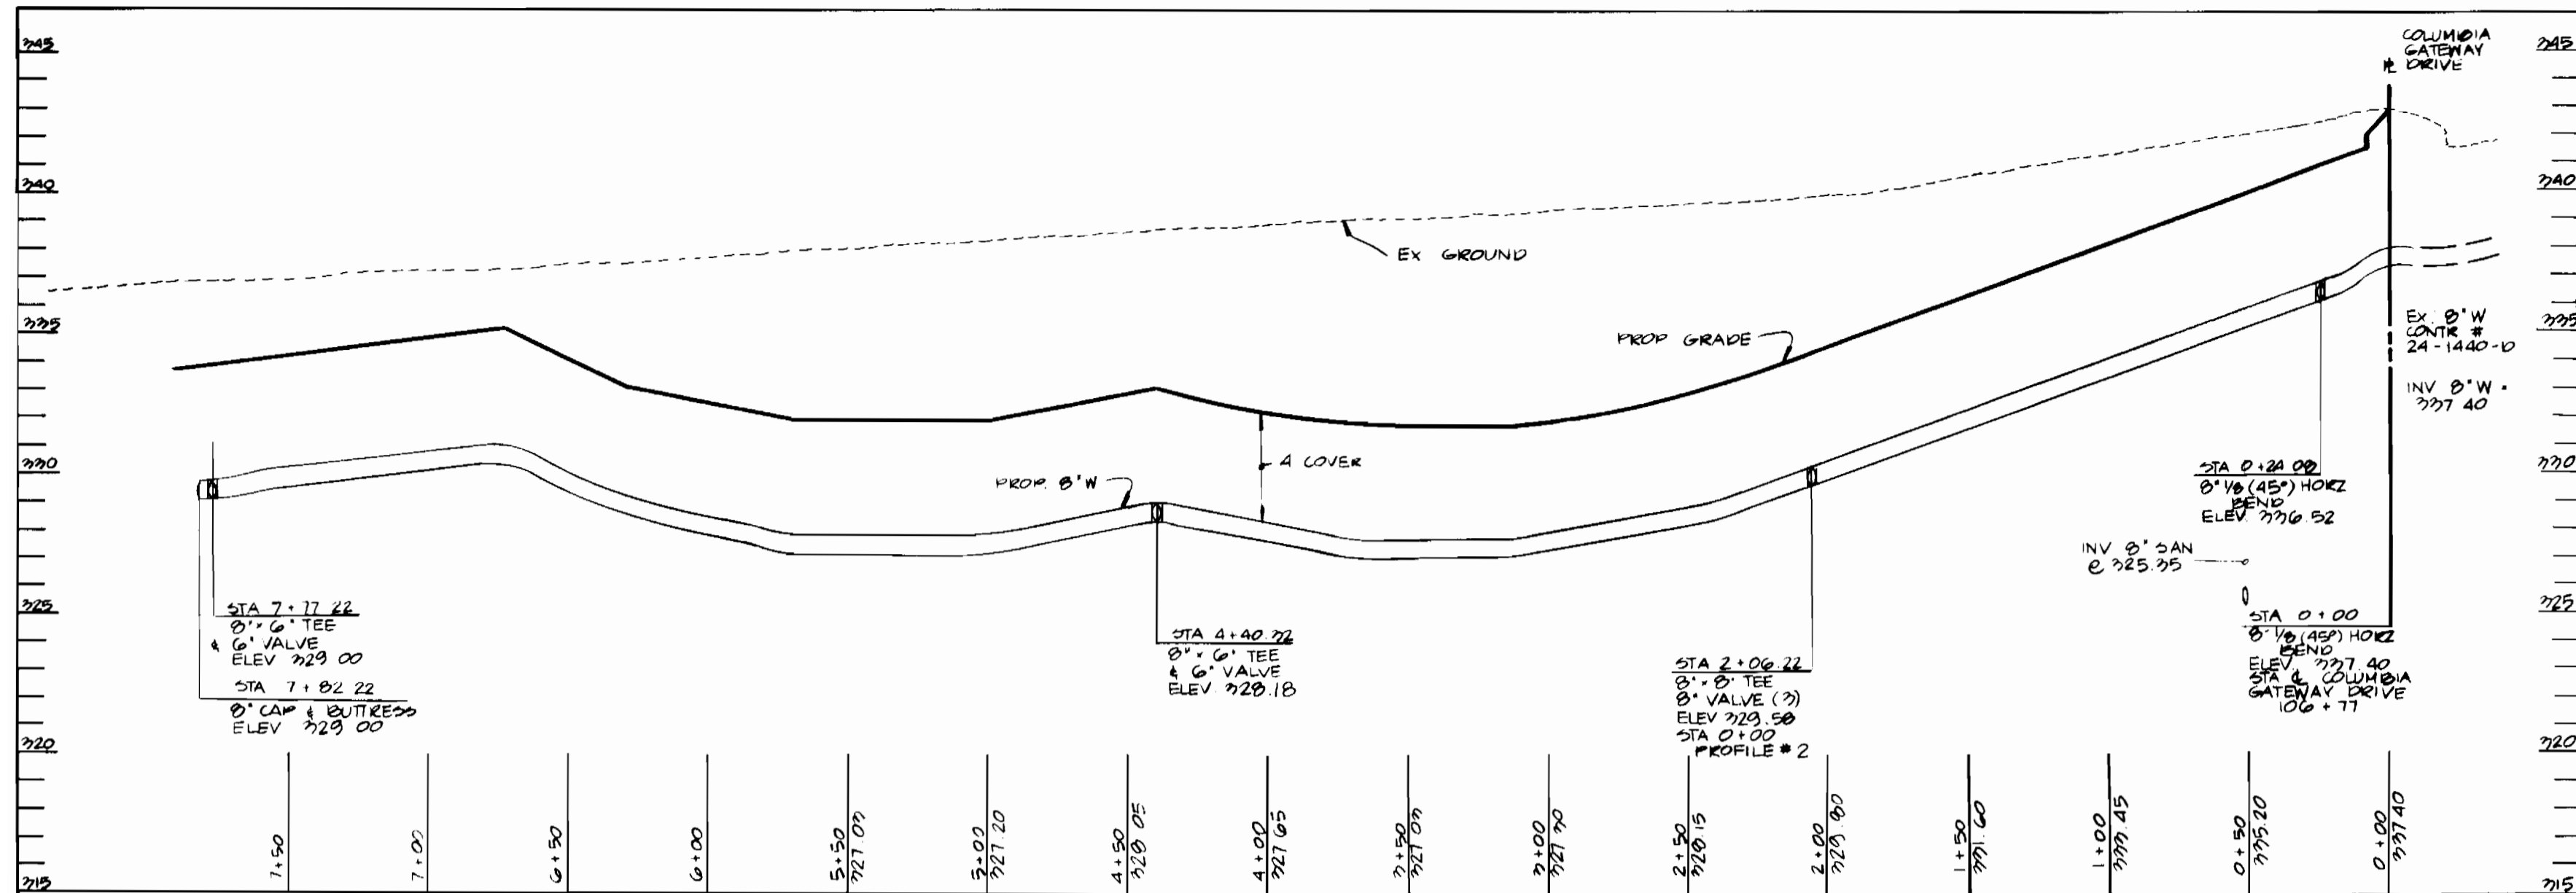 345
340
335
330
325
320
315
COLUMBIA
GATEWAY
DRIVE
EX GROUND
PROP GRADE
4 COVER
PROP. 8" W
EX. 8" W
CONTR #
24-1440-D
INV 8" W =
337 40
STA 0+24 08
8" 1/8 (45°) HORZ
BEND
ELEV. 336.52
INV 8" SAN
@ 325.35
STA 0+00
8" 1/8 (45°) HORZ
BEND
ELEV. 337.40
STA ℄ COLUMBIA
GATEWAY DRIVE
106+77
STA 7+77 22
8" x 6" TEE
& 6" VALVE
ELEV 329 00
STA 7+82 22
8" CAP & BUTTRESS
ELEV 329 00
STA 4+40.32
8" x 6" TEE
& 6" VALVE
ELEV 328.18
STA 2+06.22
8" x 8" TEE
8" VALVE (3)
ELEV 329.58
STA 0+00
PROFILE # 2
7+50
7+00
6+50
6+00
5+50
327.03
5+00
327.20
4+50
328 05
4+00
327.65
3+50
327 03
3+00
327 30
2+50
328.15
2+00
329.80
1+50
331.60
1+00
333.45
0+50
335.20
0+00
337.40
345
340
335
330
325
320
315